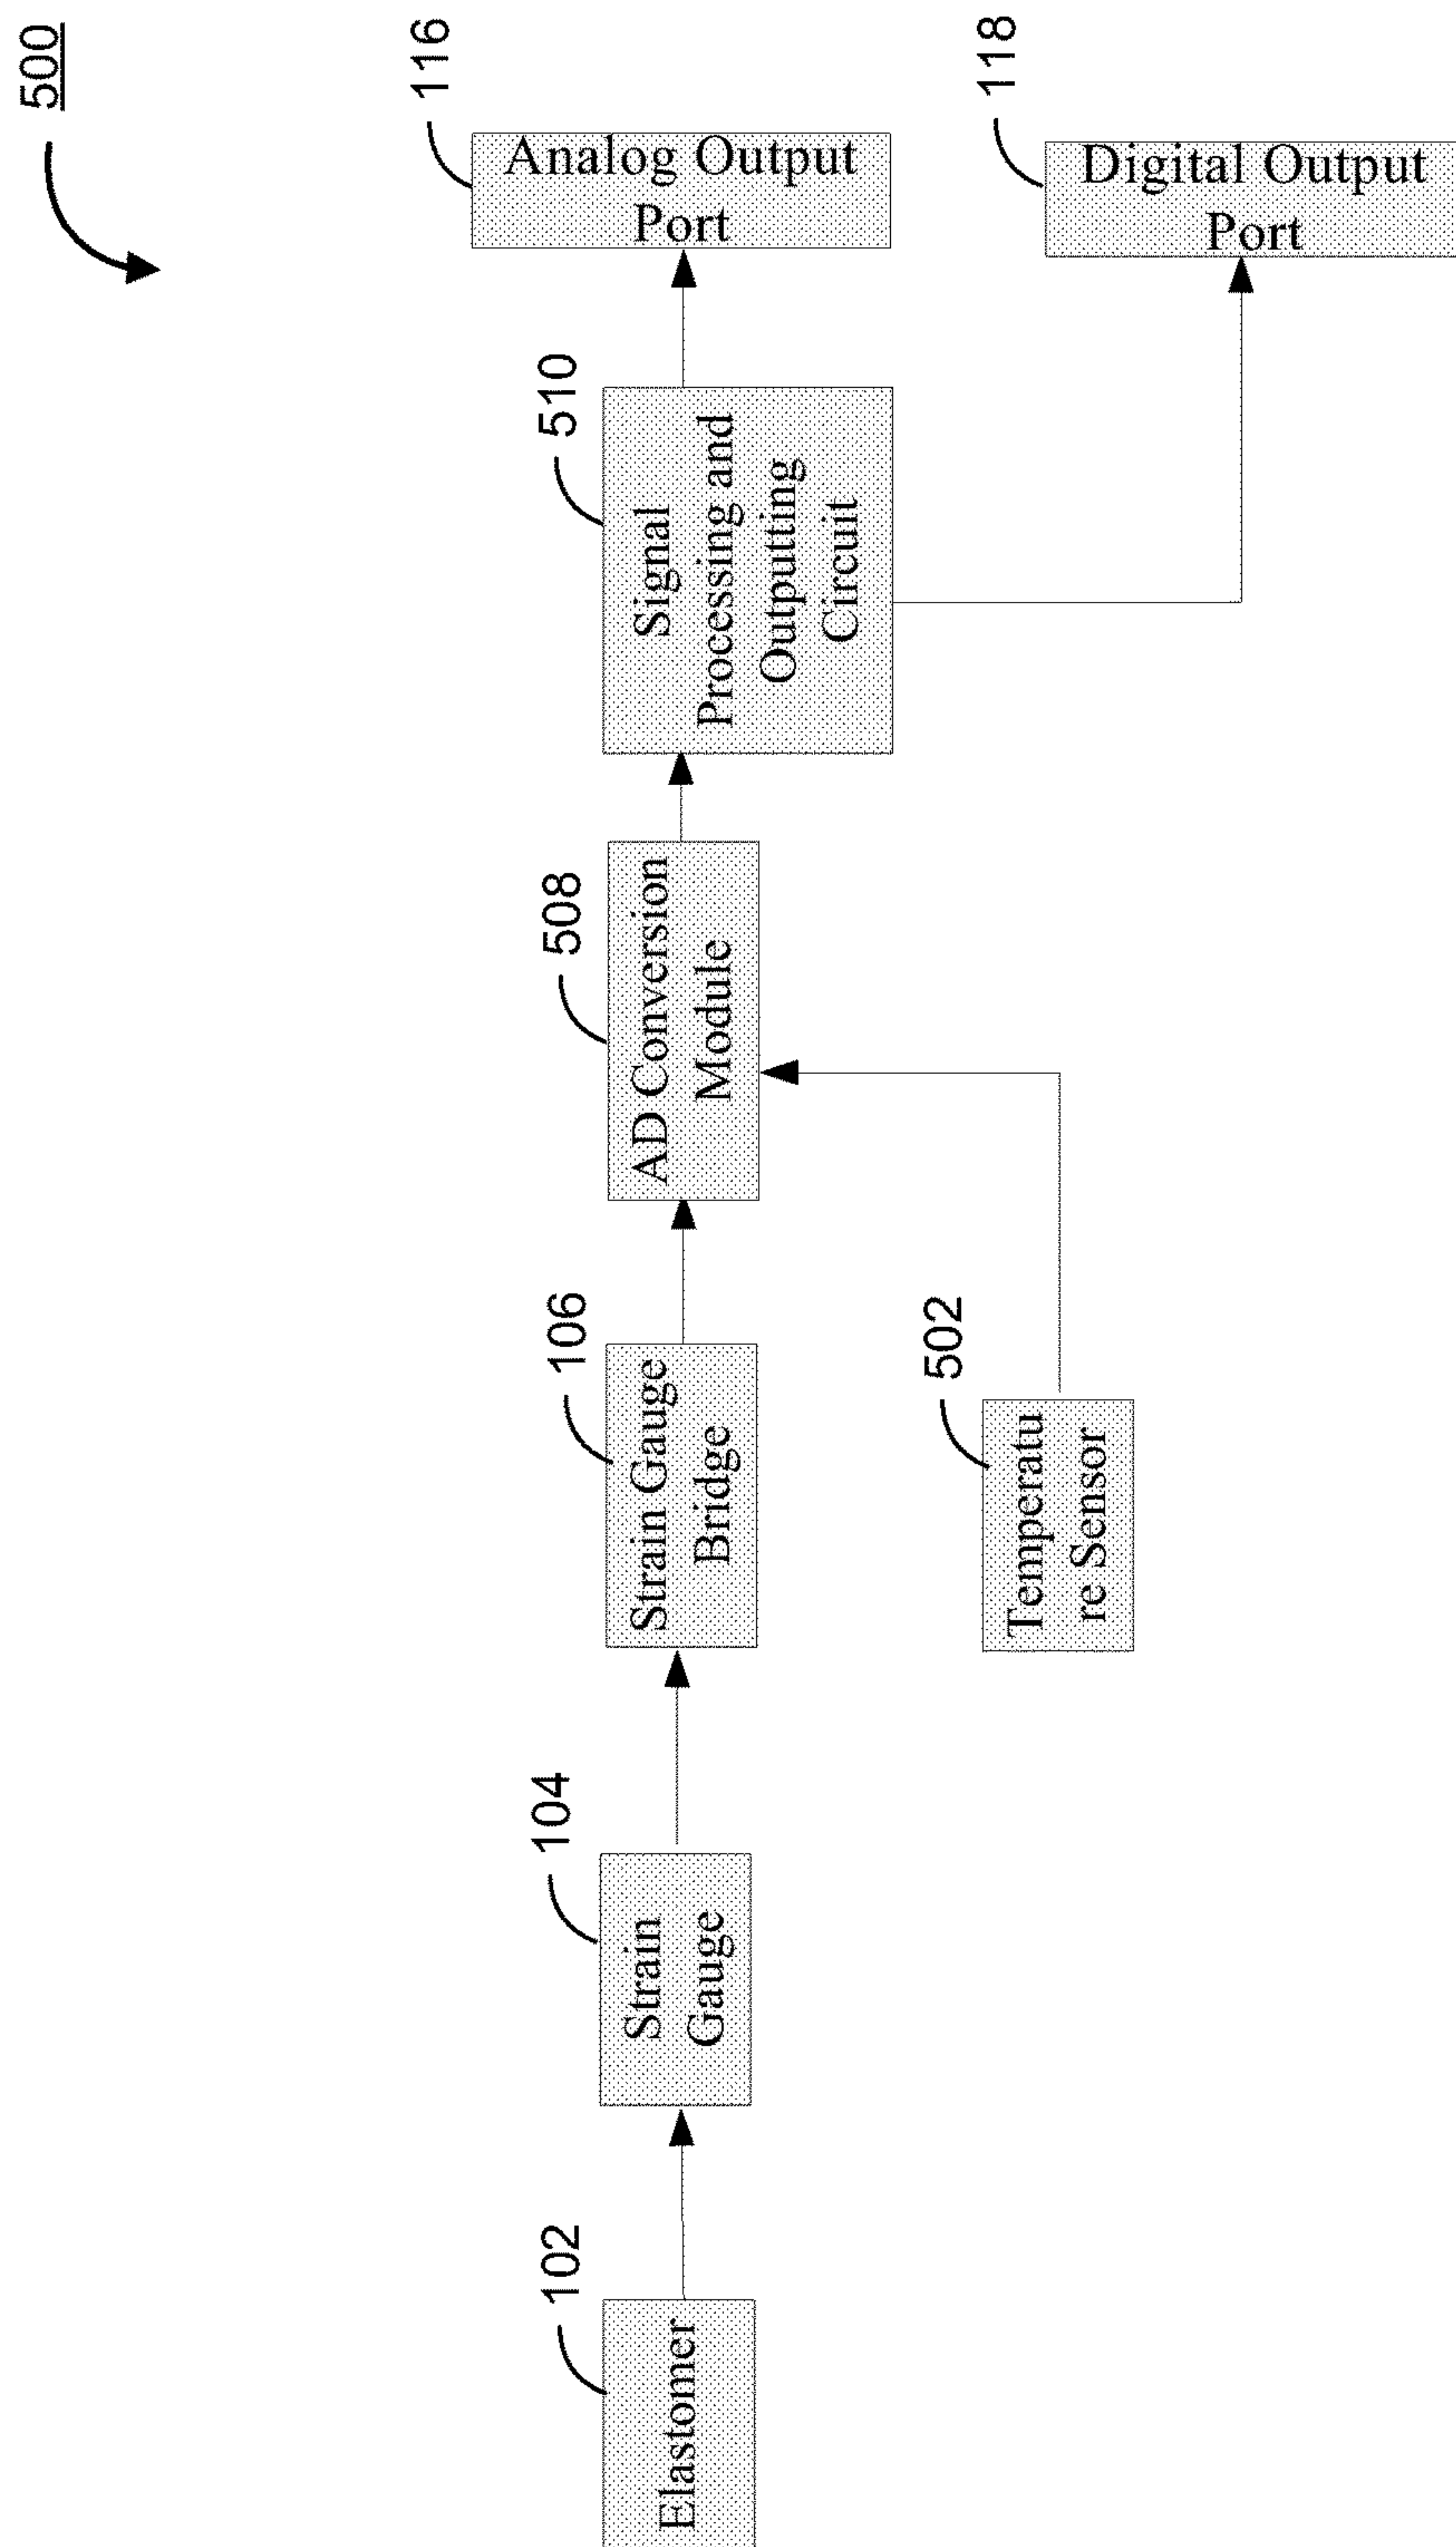 500
102
Elastomer
104
Strain
Gauge
106
Strain Gauge
Bridge
502
Temperatu
re Sensor
508
AD Conversion
Module
510
Signal
Processing and
Outputting
Circuit
116
Analog Output
Port
118
Digital Output
Port